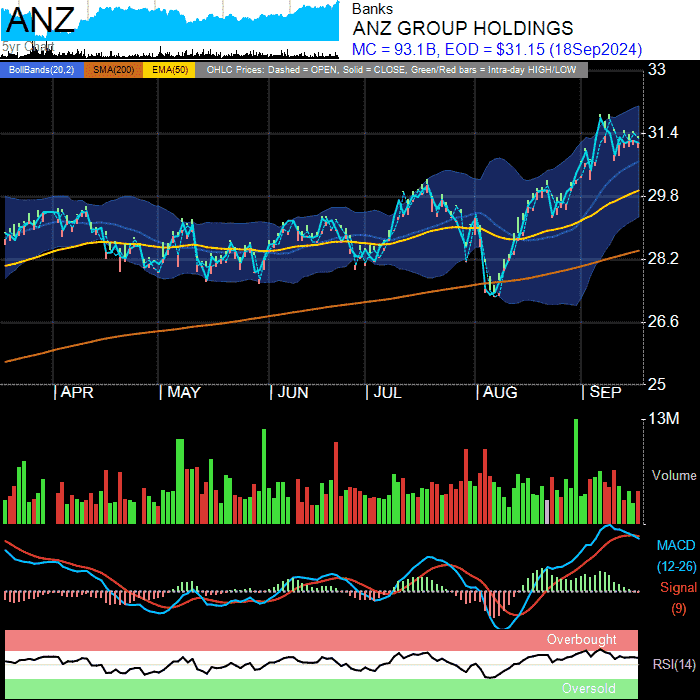 ANZ
5yr Chart
Banks
ANZ GROUP HOLDINGS
MC = 93.1B, EOD = $31.15 (18Sep2024)
BollBands(20,2) SMA(200) EMA(50) OHLC Prices: Dashed = OPEN, Solid = CLOSE, Green/Red bars = Intra-day HIGH/LOW
33
31.4
29.8
28.2
26.6
25
| APR | MAY | JUN | JUL | AUG | SEP
13M
Volume
MACD
(12-26)
Signal
(9)
Overbought
RSI(14)
Oversold